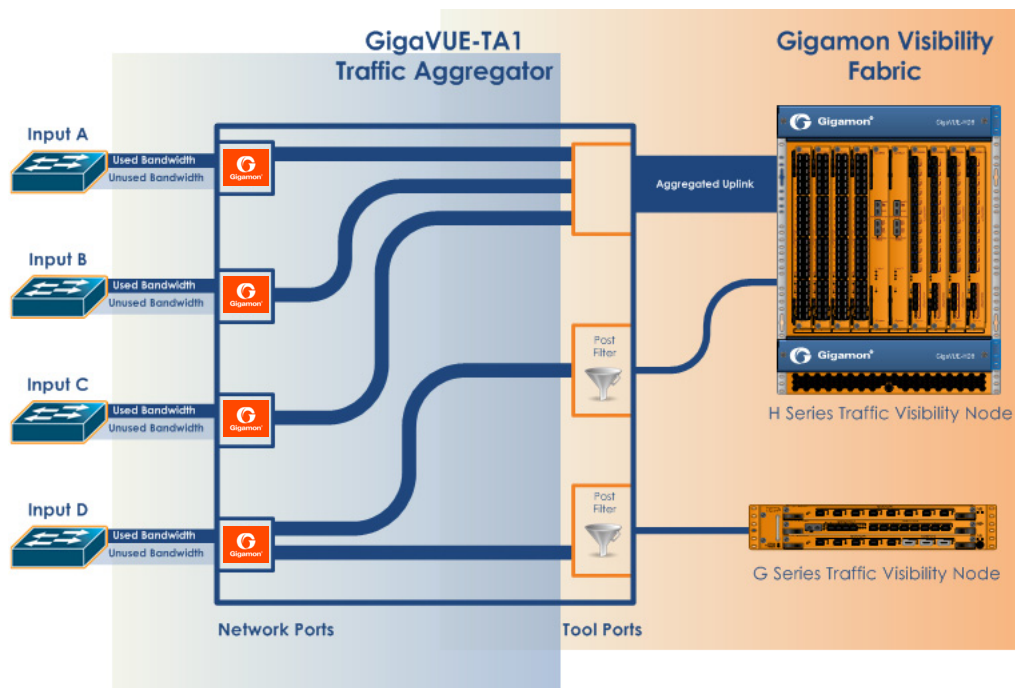 GigaVUE-TA1
Traffic Aggregator
Gigamon Visibility
Fabric
Input A
Used Bandwidth
Unused Bandwidth
G
Gigamon®
Input B
Used Bandwidth
Unused Bandwidth
G
Gigamon®
Input C
Used Bandwidth
Unused Bandwidth
G
Gigamon®
Input D
Used Bandwidth
Unused Bandwidth
G
Gigamon®
Aggregated Uplink
Post
Filter
Post
Filter
G Gigamon®
G Gigamon®
H Series Traffic Visibility Node
G Series Traffic Visibility Node
Network Ports
Tool Ports